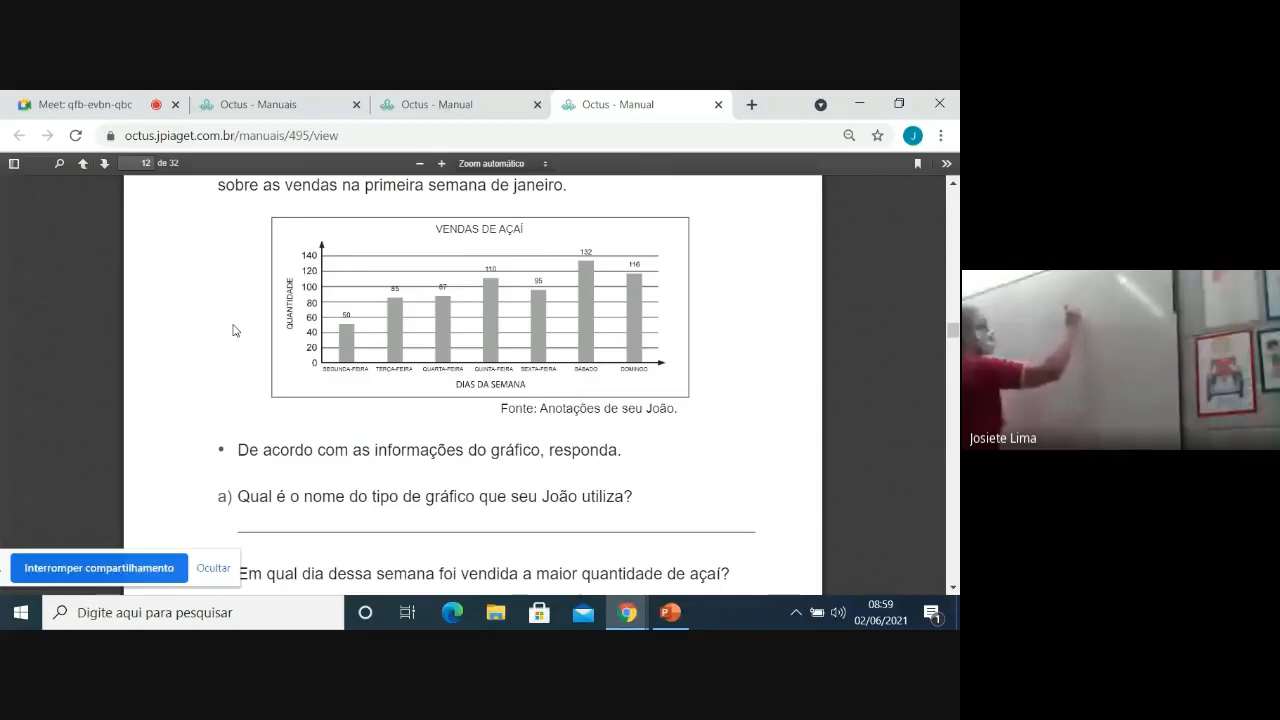 Meet: qfb-evbn-qbc
Octus - Manuais
Octus - Manual
Octus - Manual
octus.jpiaget.com.br/manuais/495/view
J
12 de 32
Zoom automático
sobre as vendas na primeira semana de janeiro.
VENDAS DE AÇAÍ
QUANTIDADE
140
120
100
80
60
40
20
0
50
85
87
110
95
132
116
SEGUNDA-FEIRA TERÇA-FEIRA QUARTA-FEIRA QUINTA-FEIRA SEXTA-FEIRA SÁBADO DOMINGO
DIAS DA SEMANA
Fonte: Anotações de seu João.
• De acordo com as informações do gráfico, responda.
a) Qual é o nome do tipo de gráfico que seu João utiliza?
Em qual dia dessa semana foi vendida a maior quantidade de açaí?
Interromper compartilhamento
Ocultar
Digite aqui para pesquisar
08:59
02/06/2021
1
Josiete Lima